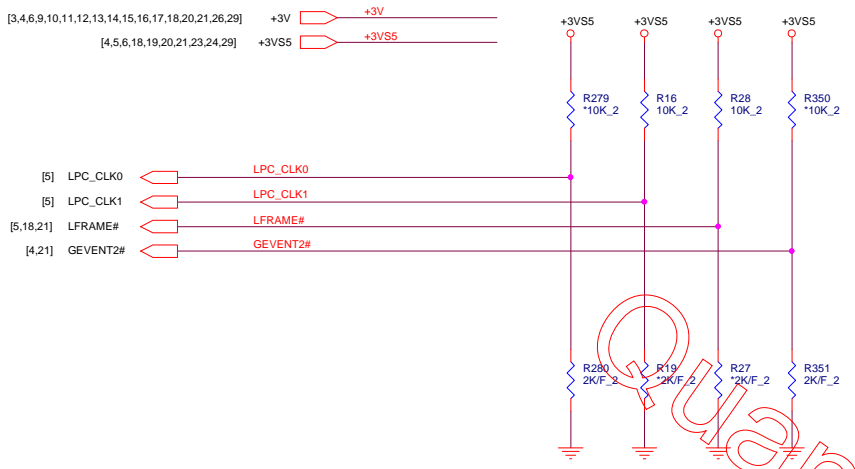 [3,4,6,9,10,11,12,13,14,15,16,17,18,20,21,26,29] +3V +3V
[4,5,6,18,19,20,21,23,24,29] +3VS5 +3VS5
+3VS5 +3VS5 +3VS5 +3VS5
R279 R16 R28 R350
*10K_2 10K_2 10K_2 *10K_2
[5] LPC_CLK0 LPC_CLK0
[5] LPC_CLK1 LPC_CLK1
[5,18,21] LFRAME# LFRAME#
[4,21] GEVENT2# GEVENT2#
R280 R19 R27 R351
2K/F_2 *2K/F_2 *2K/F_2 2K/F_2